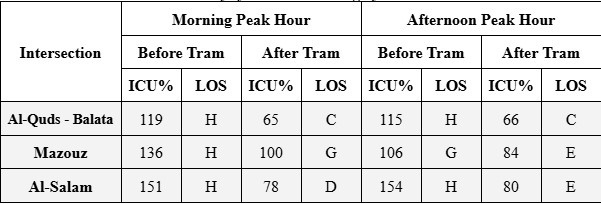 Intersection Morning Peak Hour Afternoon Peak Hour
Before Tram After Tram Before Tram After Tram
ICU% LOS ICU% LOS ICU% LOS ICU% LOS
Al-Quds - Balata 119 H 65 C 115 H 66 C
Mazouz 136 H 100 G 106 G 84 E
Al-Salam 151 H 78 D 154 H 80 E